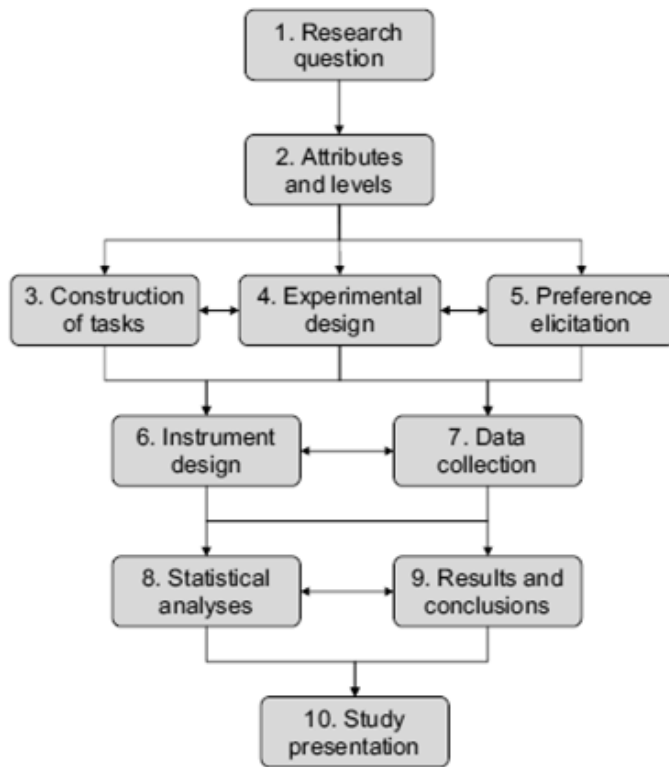 1. Research
question
2. Attributes
and levels
3. Construction
of tasks
4. Experimental
design
5. Preference
elicitation
6. Instrument
design
7. Data
collection
8. Statistical
analyses
9. Results and
conclusions
10. Study
presentation